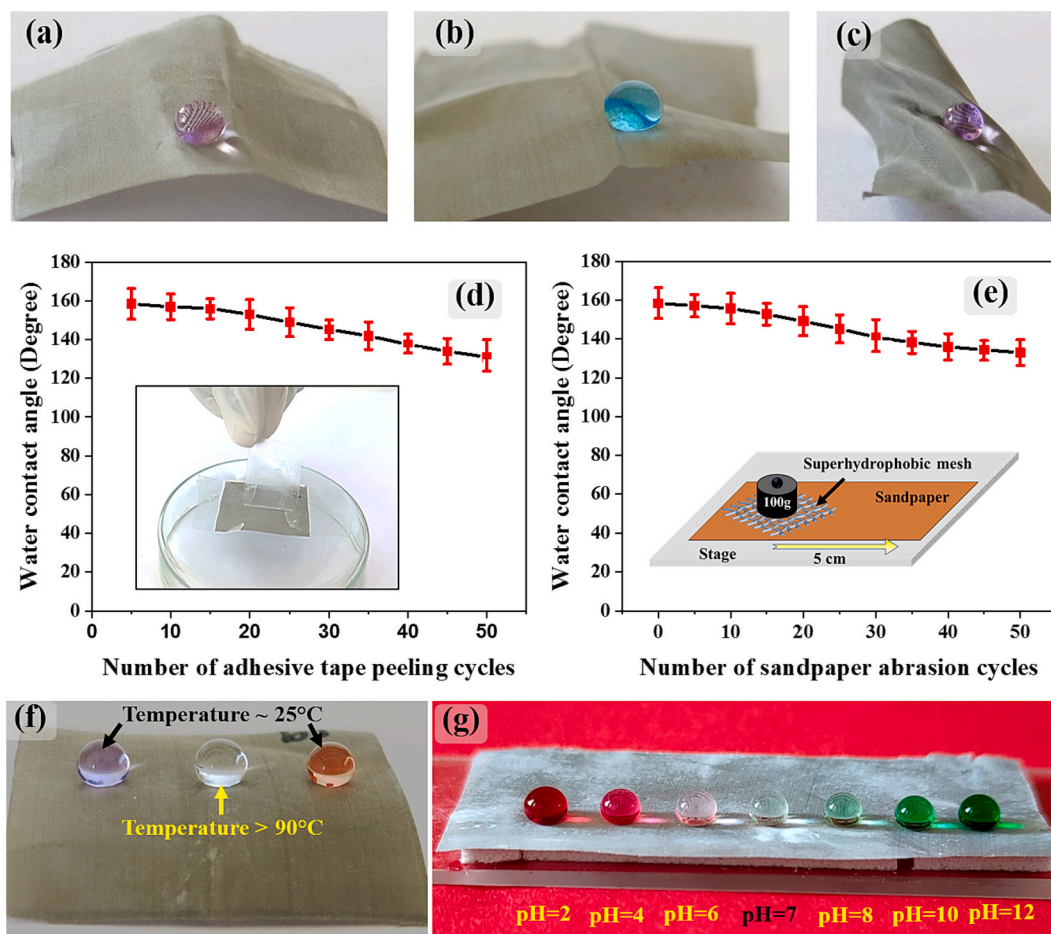 (a)
(b)
(c)
180
160
140
120
100
80
60
40
20
0
Water contact angle (Degree)
(d)
0 10 20 30 40 50
Number of adhesive tape peeling cycles
180
160
140
120
100
80
60
40
20
0
Water contact angle (Degree)
(e)
Superhydrophobic mesh
100g
Sandpaper
Stage
5 cm
0 10 20 30 40 50
Number of sandpaper abrasion cycles
(f)
Temperature ~ 25°C
Temperature > 90°C
(g)
pH=2 pH=4 pH=6 pH=7 pH=8 pH=10 pH=12